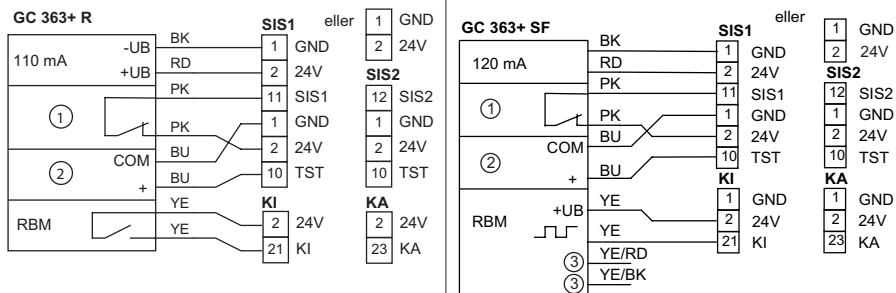 GC 363+ R
SIS1 eller 1 GND
2 24V
110 mA
-UB BK 1 GND
+UB RD 2 24V
SIS2
PK 11 SIS1 12 SIS2
1
1 GND 1 GND
PK 2 24V 2 24V
2
COM BU
+ BU 10 TST 10 TST
KI KA
RBM
YE 2 24V 2 24V
YE 21 KI 23 KA
GC 363+ SF
SIS1 eller 1 GND
2 24V
120 mA
BK 1 GND
RD 2 24V
SIS2
PK 11 SIS1 12 SIS2
1
1 GND 1 GND
PK 2 24V 2 24V
2
COM BU
+ BU 10 TST 10 TST
KI KA
1 GND 1 GND
RBM
+UB YE 2 24V 2 24V
YE 21 KI 23 KA
3 YE/RD
3 YE/BK